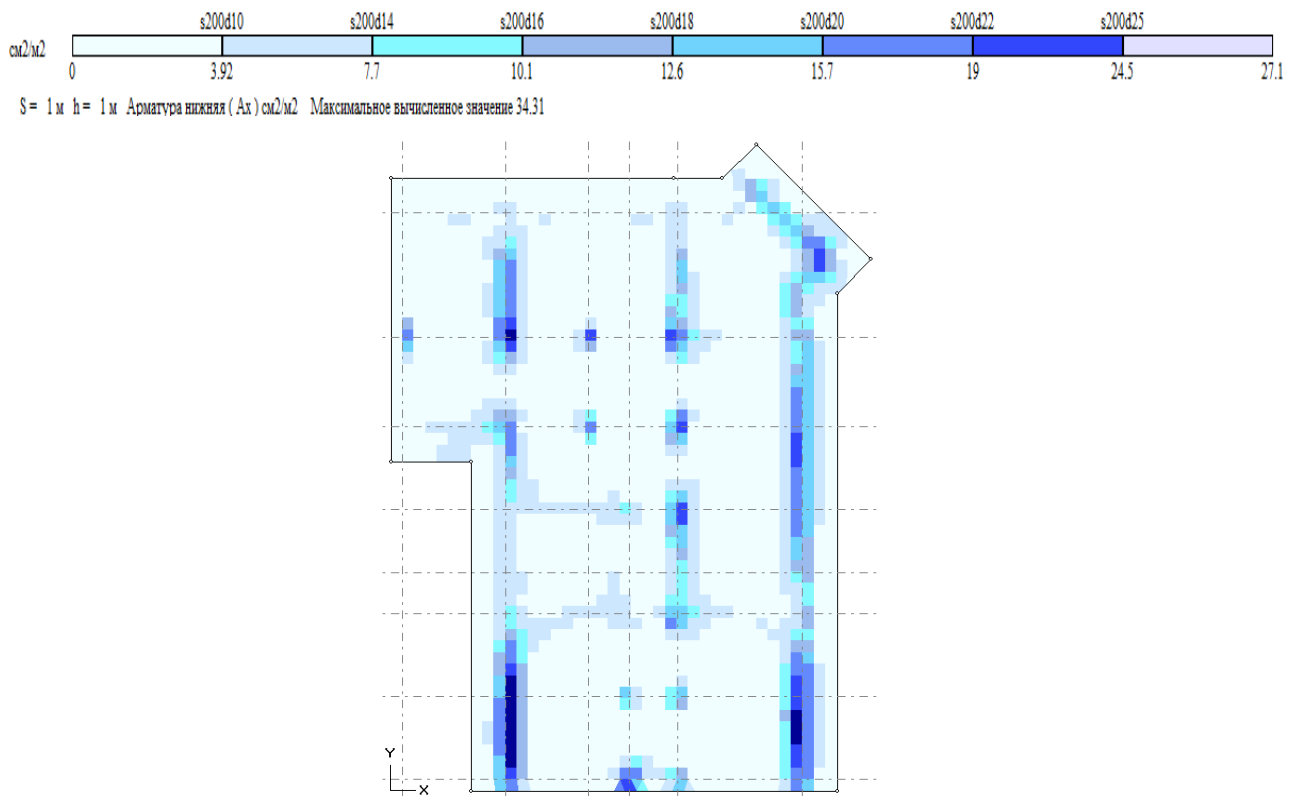 s200d10 s200d14 s200d16 s200d18 s200d20 s200d22 s200d25
см2/м2
0 3.92 7.7 10.1 12.6 15.7 19 24.5 27.1
S = 1 м h = 1 м Арматура нижняя ( Ax ) см2/м2 Максимальное вычисленное значение 34.31
Y
X